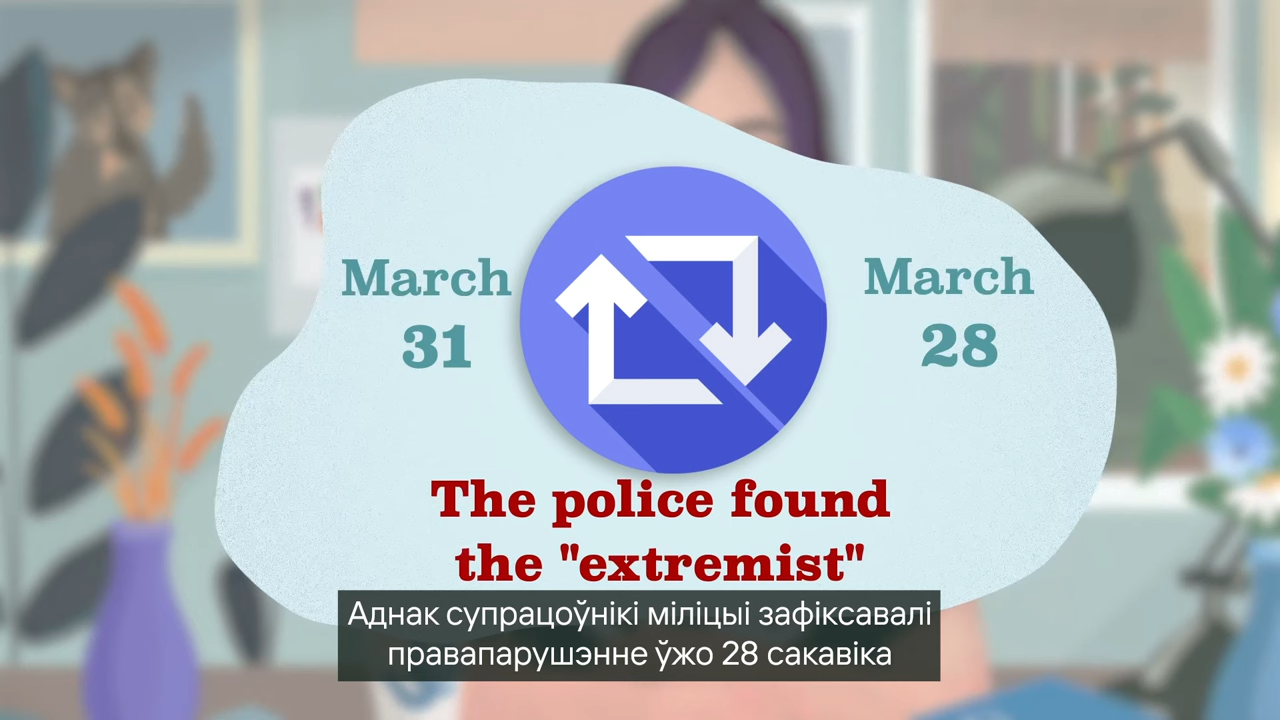 March
31
March
28
The police found
the "extremist"
Аднак супрацоўнікі міліцыі зафіксавалі
правапарушэнне ўжо 28 сакавіка